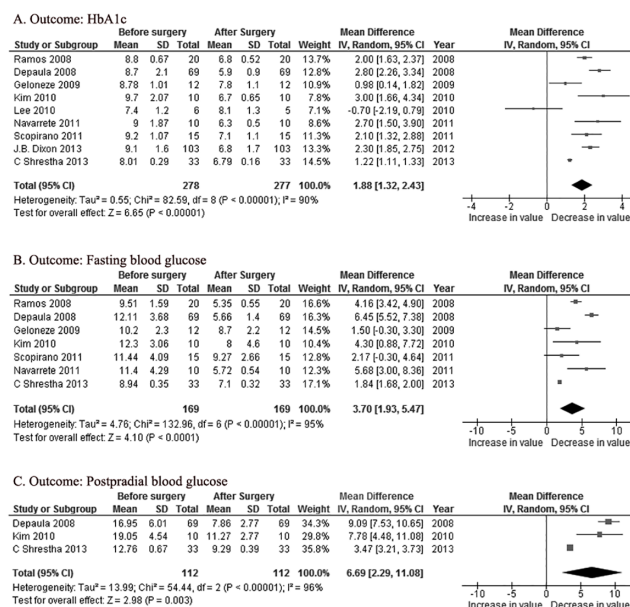 A. Outcome: HbA1c
Before surgery After Surgery Mean Difference Mean Difference
Study or Subgroup Mean SD Total Mean SD Total Weight IV, Random, 95% CI Year IV, Random, 95% CI
Ramos 2008 8.8 0.67 20 6.8 0.52 20 13.7% 2.00 [1.63, 2.37] 2008
Depaula 2008 8.7 2.1 69 5.9 0.9 69 12.8% 2.80 [2.26, 3.34] 2008
Geloneze 2009 8.78 1.01 12 7.8 1.1 12 11.4% 0.98 [0.14, 1.82] 2009
Kim 2010 9.7 2.07 10 6.7 0.65 10 8.8% 3.00 [1.66, 4.34] 2010
Lee 2010 7.4 1.2 6 8.1 1.3 5 8.1% -0.70 [-2.19, 0.79] 2010
Navarrete 2011 9 1.87 10 6.3 0.5 10 9.5% 2.70 [1.50, 3.90] 2011
Scopirano 2011 9.2 1.07 15 7.1 1.1 15 11.7% 2.10 [1.32, 2.88] 2011
J.B. Dixon 2013 9.1 1.6 103 6.8 1.7 103 13.3% 2.30 [1.85, 2.75] 2012
C Shrestha 2013 8.01 0.29 33 6.79 0.16 33 14.5% 1.22 [1.11, 1.33] 2013
Total (95% CI) 278 277 100.0% 1.88 [1.32, 2.43]
Heterogeneity: Tau² = 0.55; Chi² = 82.59, df = 8 (P < 0.00001); I² = 90%
Test for overall effect: Z = 6.65 (P < 0.00001)
-4 -2 0 2 4
Increase in value Decrease in value
B. Outcome: Fasting blood glucose
Before surgery After Surgery Mean Difference Mean Difference
Study or Subgroup Mean SD Total Mean SD Total Weight IV, Random, 95% CI Year IV, Random, 95% CI
Ramos 2008 9.51 1.59 20 5.35 0.55 20 16.6% 4.16 [3.42, 4.90] 2008
Depaula 2008 12.11 3.68 69 5.66 1.4 69 16.3% 6.45 [5.52, 7.38] 2008
Geloneze 2009 10.2 2.3 12 8.7 2.2 12 14.5% 1.50 [-0.30, 3.30] 2009
Kim 2010 12.3 3.06 10 8 4.6 10 10.0% 4.30 [0.88, 7.72] 2010
Scopirano 2011 11.44 4.09 15 9.27 2.66 15 13.1% 2.17 [-0.30, 4.64] 2011
Navarrete 2011 11.4 4.29 10 5.72 0.54 10 12.4% 5.68 [3.00, 8.36] 2011
C Shrestha 2013 8.94 0.35 33 7.1 0.32 33 17.1% 1.84 [1.68, 2.00] 2013
Total (95% CI) 169 169 100.0% 3.70 [1.93, 5.47]
Heterogeneity: Tau² = 4.76; Chi² = 132.96, df = 6 (P < 0.00001); I² = 95%
Test for overall effect: Z = 4.10 (P < 0.0001)
-10 -5 0 5 10
Increase in value Decrease in value
C. Outcome: Postpradial blood glucose
Before surgery After Surgery Mean Difference Mean Difference
Study or Subgroup Mean SD Total Mean SD Total Weight IV, Random, 95% CI Year IV, Random, 95% CI
Depaula 2008 16.95 6.01 69 7.86 2.77 69 34.3% 9.09 [7.53, 10.65] 2008
Kim 2010 19.05 4.54 10 11.27 2.77 10 29.8% 7.78 [4.48, 11.08] 2010
C Shrestha 2013 12.76 0.67 33 9.29 0.39 33 35.8% 3.47 [3.21, 3.73] 2013
Total (95% CI) 112 112 100.0% 6.69 [2.29, 11.08]
Heterogeneity: Tau² = 13.99; Chi² = 54.44, df = 2 (P < 0.00001); I² = 96%
Test for overall effect: Z = 2.98 (P = 0.003)
-10 -5 0 5 10
Increase in value Decrease in value